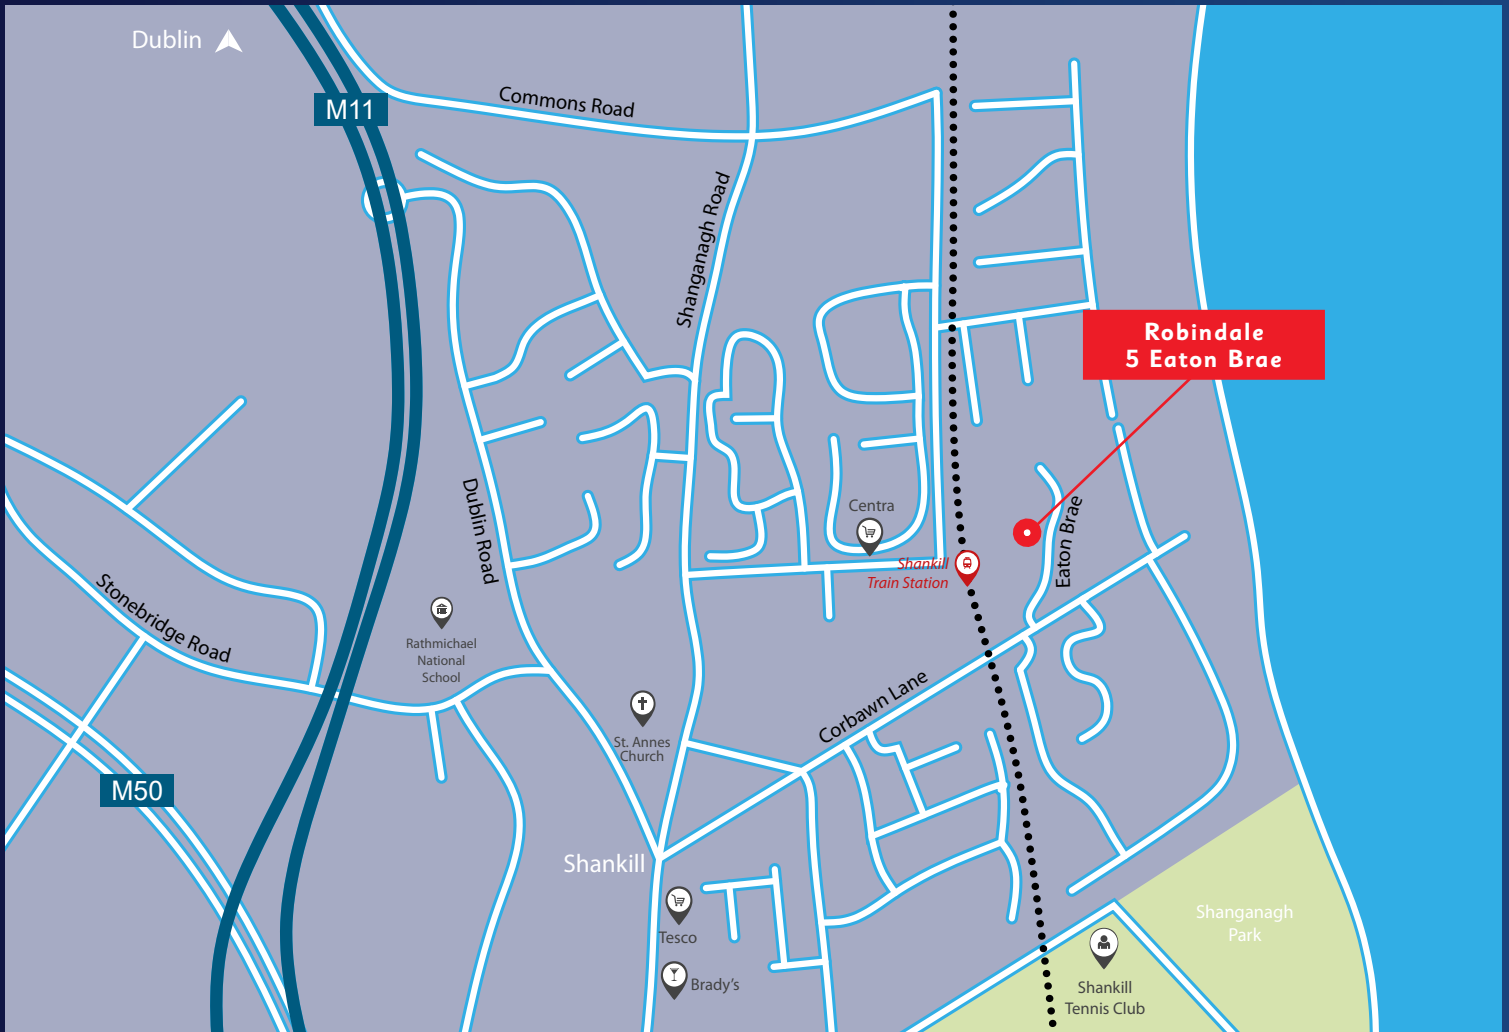 Dublin
M11
Commons Road
Shanganagh Road
Robindale
5 Eaton Brae
Dublin Road
Centra
Eaton Brae
Shankill
Train Station
Stonebridge Road
Rathmichael
National
School
Corbawn Lane
St. Annes
Church
M50
Shankill
Tesco
Brady's
Shanganagh
Park
Shankill
Tennis Club